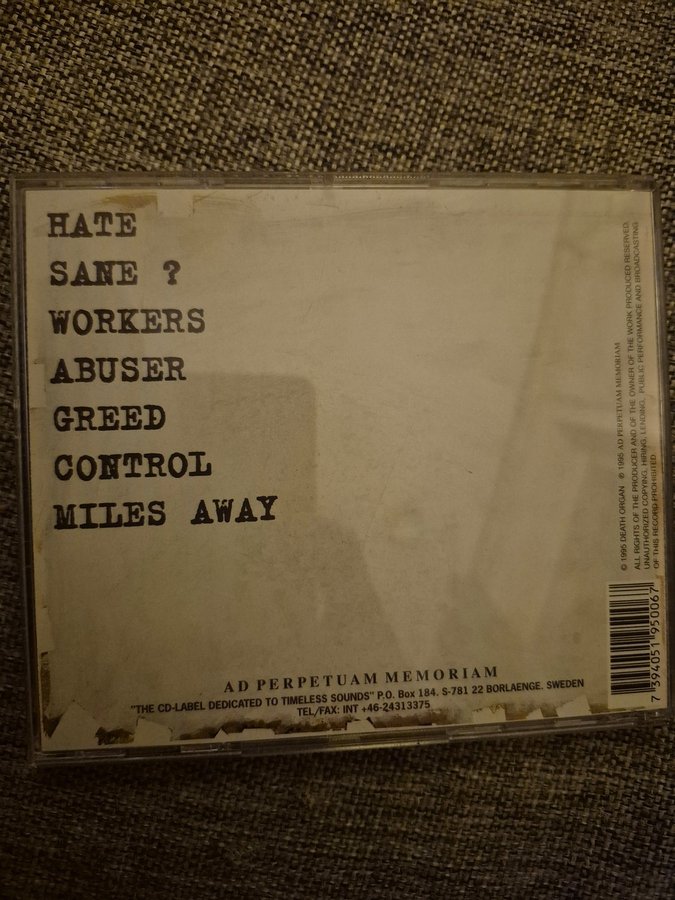 HATE
SANE ?
WORKERS
ABUSER
GREED
CONTROL
MILES AWAY
AD PERPETUAM MEMORIAM
"THE CD-LABEL DEDICATED TO TIMELESS SOUNDS" P.O. Box 184. S-781 22 BORLAENGE. SWEDEN
TEL/FAX: INT +46-24313375
© 1995 DEATH ORGAN ℗ 1995 AD PERPETUAM MEMORIAM
ALL RIGHTS OF THE PRODUCER AND OF THE OWNER OF THE WORK PRODUCED RESERVED.
UNAUTHORIZED COPYING, HIRING, LENDING, PUBLIC PERFORMANCE AND BROADCASTING
OF THIS RECORD PROHIBITED
7 394051 950067